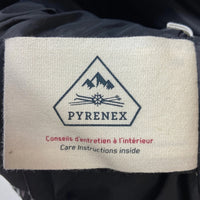 PYRENEX
Conseils d'entretien à l'intérieur
Care Instructions inside